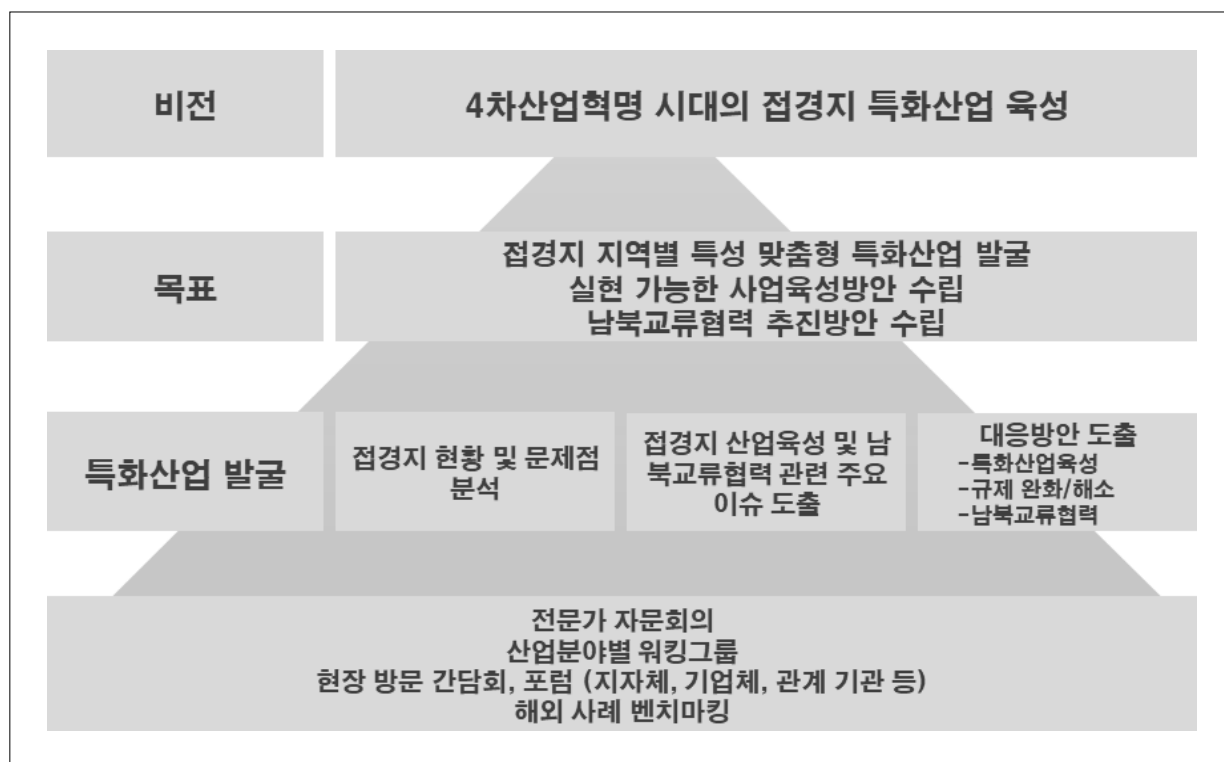 비전
4차산업혁명 시대의 접경지 특화산업 육성
목표
접경지 지역별 특성 맞춤형 특화산업 발굴
실현 가능한 사업육성방안 수립
남북교류협력 추진방안 수립
특화산업 발굴
접경지 현황 및 문제점
분석
접경지 산업육성 및 남
북교류협력 관련 주요
이슈 도출
대응방안 도출
-특화산업육성
-규제 완화/해소
-남북교류협력
전문가 자문회의
산업분야별 워킹그룹
현장 방문 간담회, 포럼 (지자체, 기업체, 관계 기관 등)
해외 사례 벤치마킹